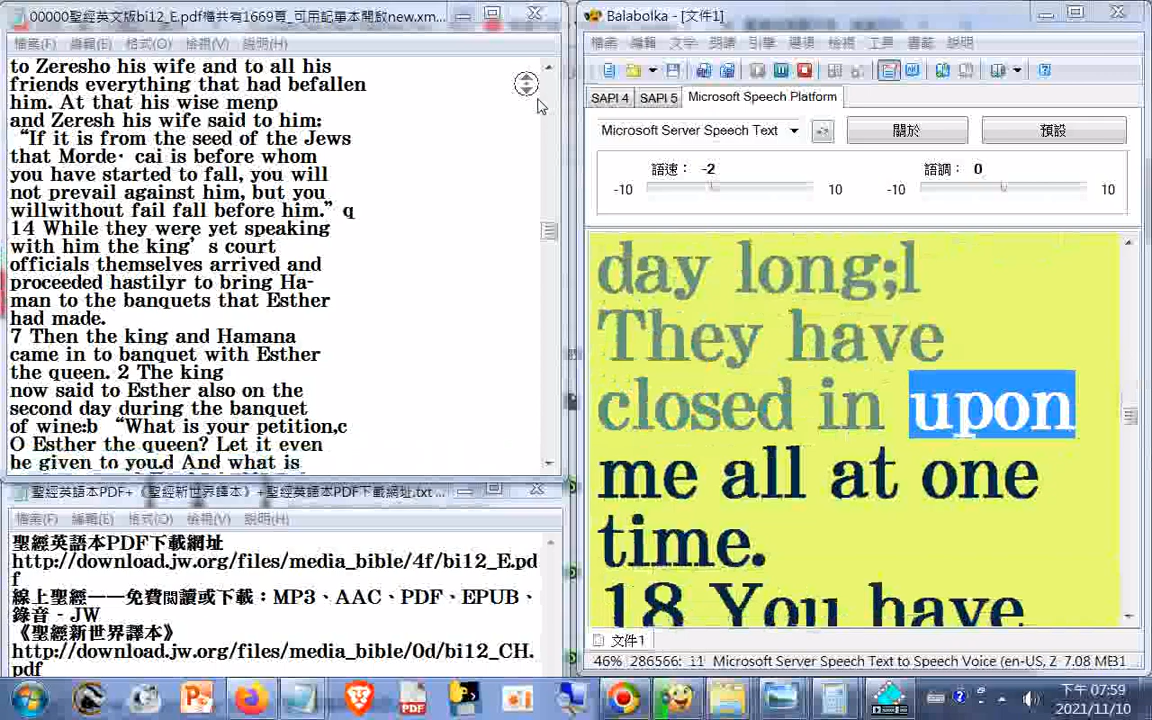 00000聖經英文版bi12_E.pdf檔共有1669頁_可用記事本開啟new.xm...
檔案(F) 編輯(E) 格式(O) 檢視(V) 說明(H)
to Zeresho his wife and to all his
friends everything that had befallen
him. At that his wise menp
and Zeresh his wife said to him:
“If it is from the seed of the Jews
that Morde· cai is before whom
you have started to fall, you will
not prevail against him, but you
willwithout fail fall before him.” q
14 While they were yet speaking
with him the king’s court
officials themselves arrived and
proceeded hastilyr to bring Ha-
man to the banquets that Esther
had made.
7 Then the king and Hamana
came in to banquet with Esther
the queen. 2 The king
now said to Esther also on the
second day during the banquet
of wine:b “What is your petition,c
O Esther the queen? Let it even
be given to you.d And what is
聖經英語本PDF+《聖經新世界譯本》+聖經英語本PDF下載網址.txt ...
檔案(F) 編輯(E) 格式(O) 檢視(V) 說明(H)
聖經英語本PDF下載網址
http://download.jw.org/files/media_bible/4f/bi12_E.pd
f
線上聖經——免費閱讀或下載：MP3、AAC、PDF、EPUB、
錄音 - JW
《聖經新世界譯本》
http://download.jw.org/files/media_bible/0d/bi12_CH.
pdf
Balabolka - [文件1]
檔案 編輯 文字 朗讀 引擎 選項 檢視 工具 書籤 說明
SAPI 4 SAPI 5 Microsoft Speech Platform
Microsoft Server Speech Text 關於 預設
語速： -2 語調： 0
-10 10 -10 10
day long;l
They have
closed in upon
me all at one
time.
18 You have
文件1
46% 286566: 11 Microsoft Server Speech Text to Speech Voice (en-US, Z 7.08 MB
下午 07:59
2021/11/10